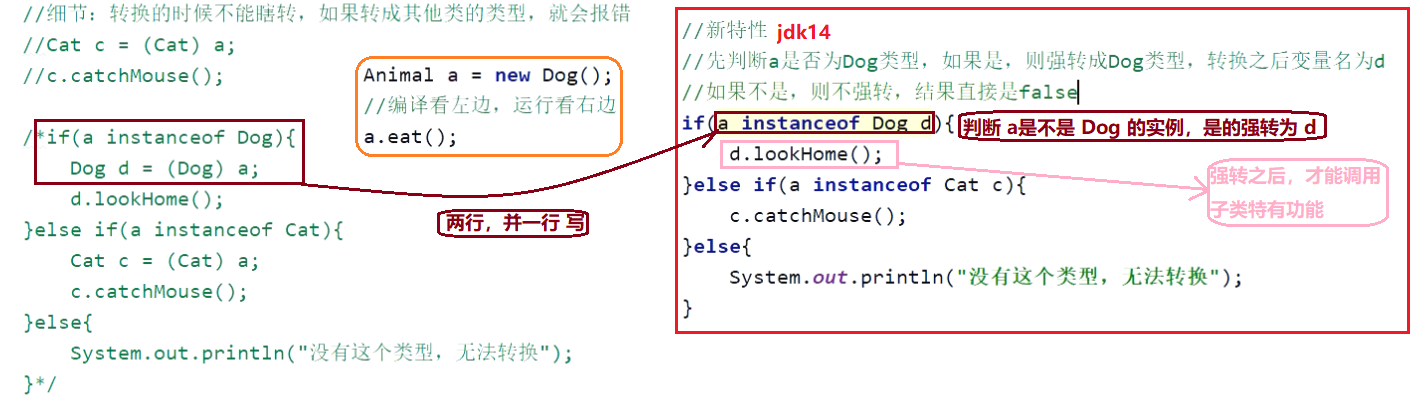 //细节：转换的时候不能瞎转，如果转成其他类的类型，就会报错
//Cat c = (Cat) a;
//c.catchMouse();
Animal a = new Dog();
//编译看左边，运行看右边
a.eat();
/*if(a instanceof Dog){
Dog d = (Dog) a;
d.lookHome();
}else if(a instanceof Cat){
Cat c = (Cat) a;
c.catchMouse();
}else{
System.out.println("没有这个类型，无法转换");
}*/
两行，并一行 写
//新特性 jdk14
//先判断a是否为Dog类型，如果是，则强转成Dog类型，转换之后变量名为d
//如果不是，则不强转，结果直接是false
if(a instanceof Dog d){
判断 a是不是 Dog 的实例，是的强转为 d
d.lookHome();
}else if(a instanceof Cat c){
c.catchMouse();
}else{
System.out.println("没有这个类型，无法转换");
}
强转之后，才能调用
子类特有功能